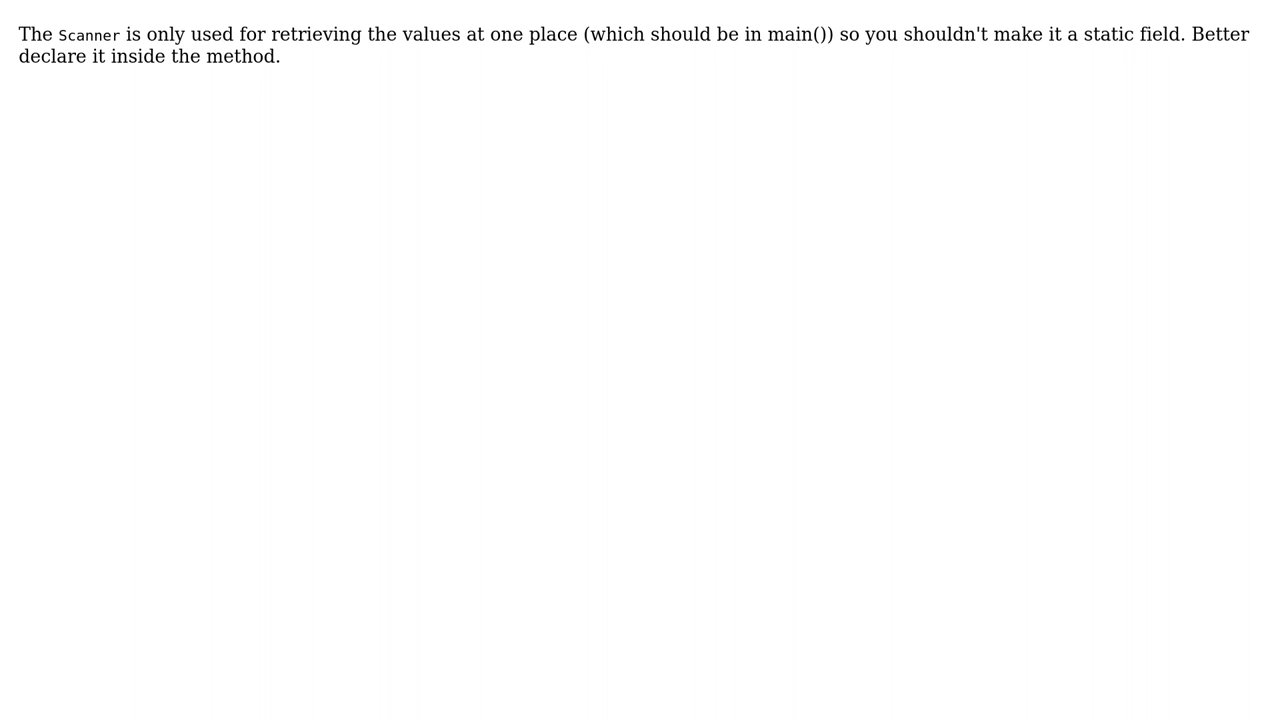 The Scanner is only used for retrieving the values at one place (which should be in main()) so you shouldn't make it a static field. Better
declare it inside the method.